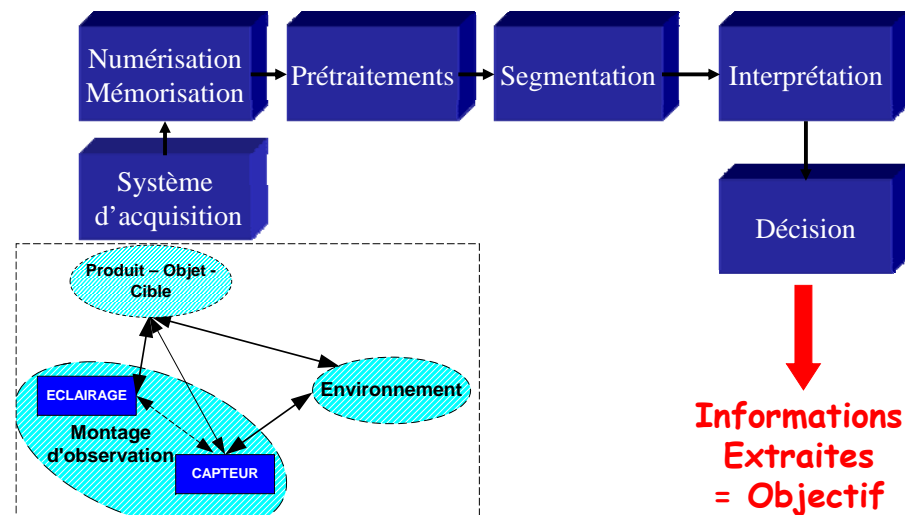 Numérisation
Mémorisation
Prétraitements
Segmentation
Interprétation
Système
d'acquisition
Décision
Produit – Objet -
Cible
Environnement
ECLAIRAGE
Montage
d'observation
CAPTEUR
Informations
Extraites
= Objectif